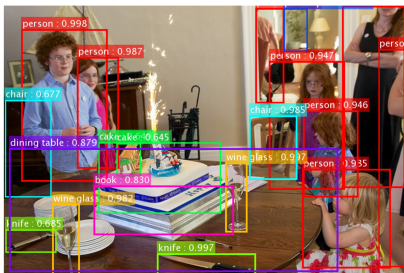 person : 0.998
person : 0.987
person : 0.947
perso
chair : 0.677
chair : 0.985
person : 0.946
cake : 0.645
dining table : 0.879
wine glass : 0.997
person : 0.935
book : 0.830
wine glass : 0.982
knife : 0.685
knife : 0.997